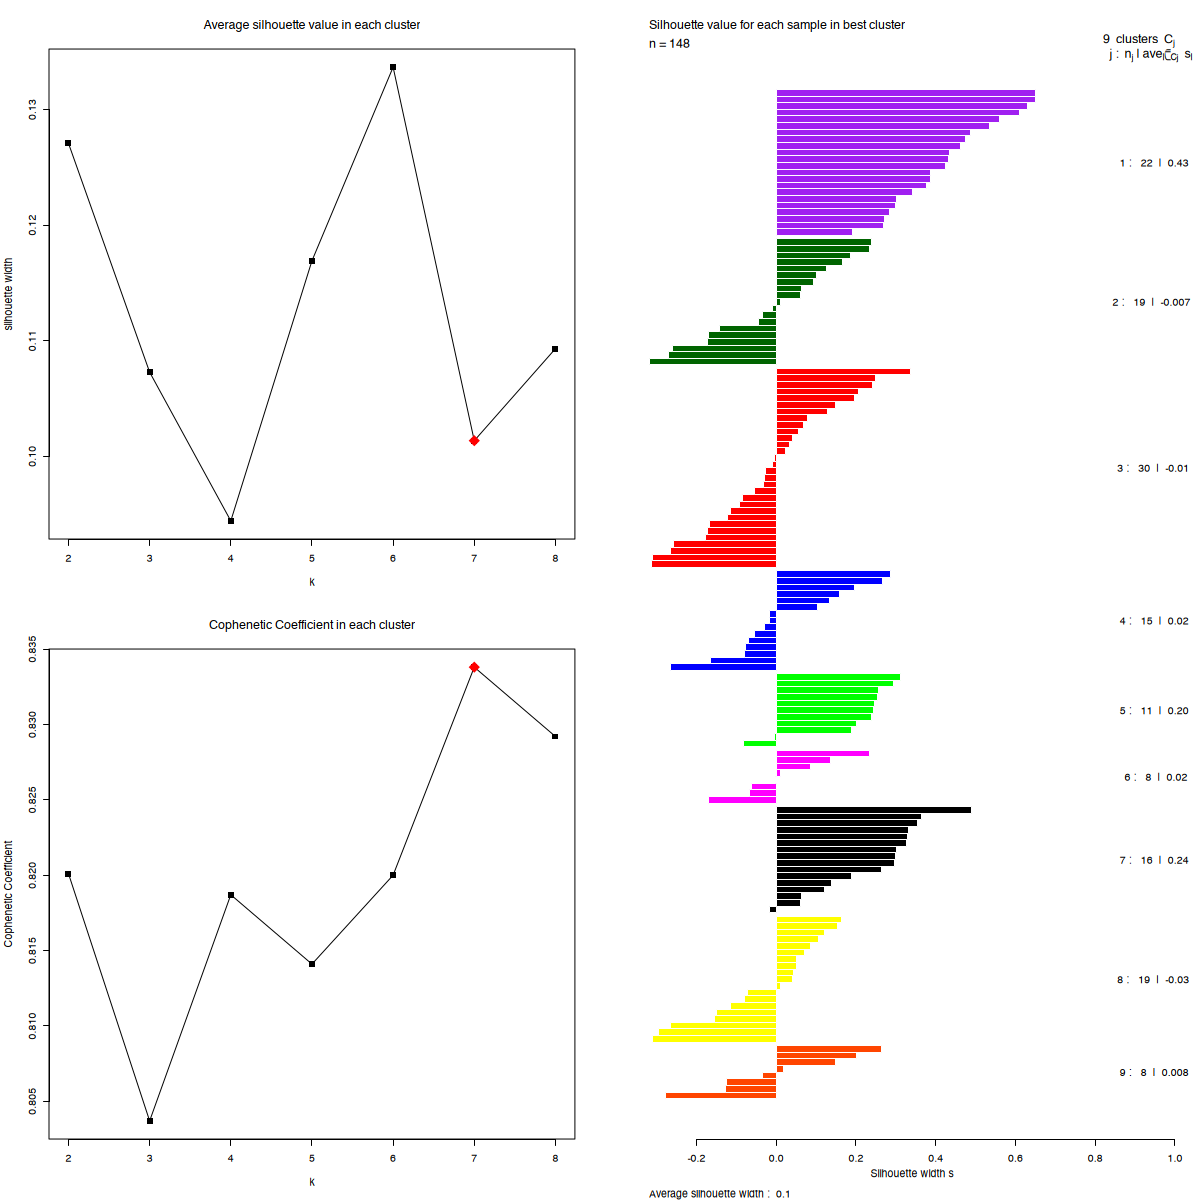 Average silhouette value in each cluster
0.13
0.12
0.11
0.10
silhouette width
2 3 4 5 6 7 8
k
Cophenetic Coefficient in each cluster
0.835
0.830
0.825
0.820
0.815
0.810
0.805
Cophenetic Coefficient
2 3 4 5 6 7 8
k
Silhouette value for each sample in best cluster
n = 148
9 clusters Cj
j : nj | ave i∈Cj si
1 : 22 | 0.43
2 : 19 | -0.007
3 : 30 | -0.01
4 : 15 | 0.02
5 : 11 | 0.20
6 : 8 | 0.02
7 : 16 | 0.24
8 : 19 | -0.03
9 : 8 | 0.008
-0.2 0.0 0.2 0.4 0.6 0.8 1.0
Silhouette width s
Average silhouette width : 0.1